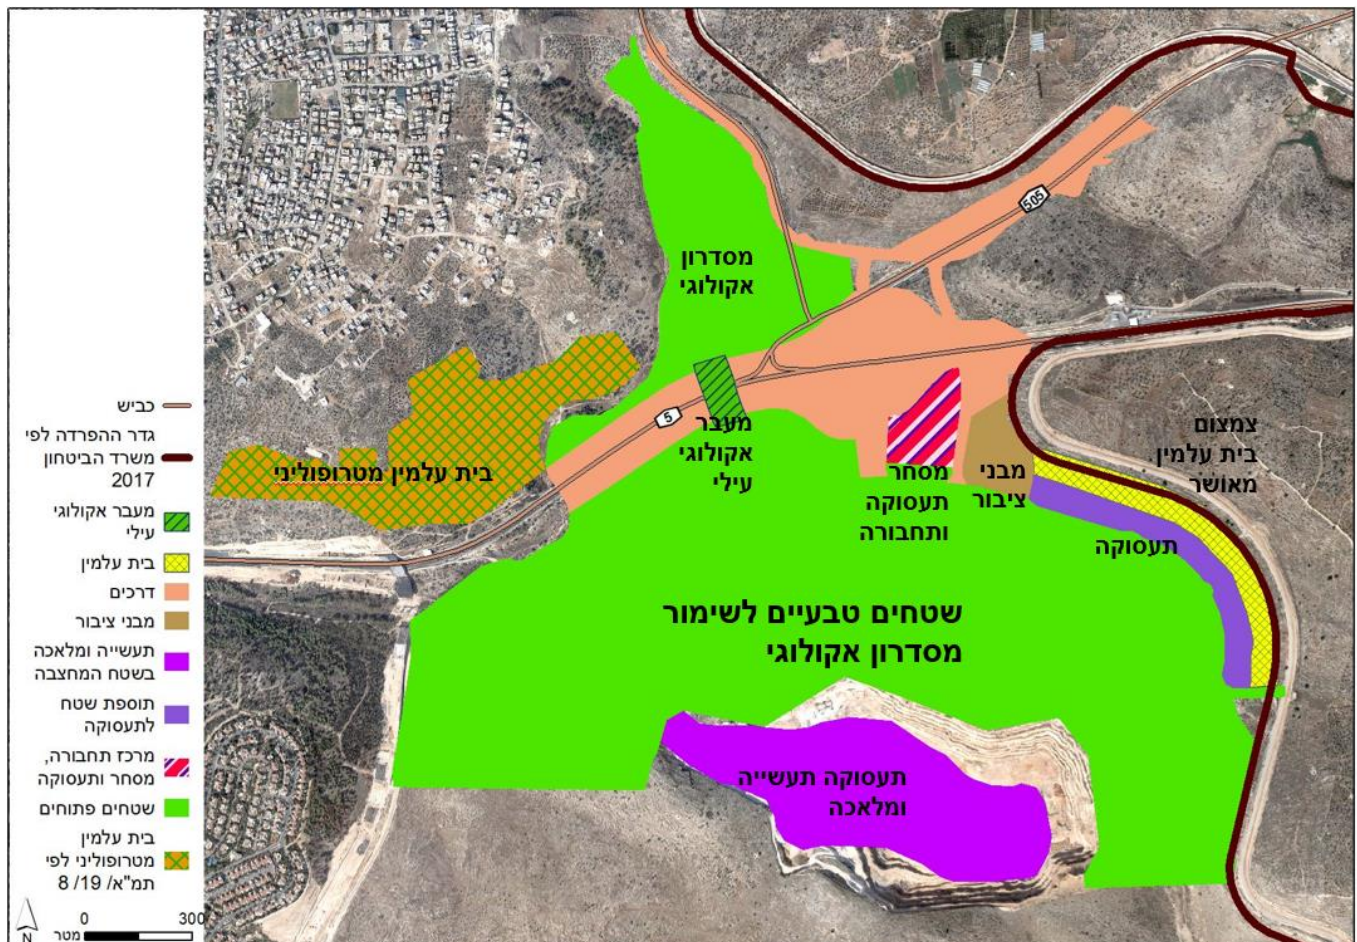 מסדרון
אקולוגי
505
5
מעבר
אקולוגי
עילי
מסחר
תעסוקה
ותחבורה
מבני
ציבור
צמצום
בית עלמין
מאושר
תעסוקה
בית עלמין מטרופוליני
שטחים טבעיים לשימור
מסדרון אקולוגי
תעסוקה תעשייה
ומלאכה
כביש
גדר ההפרדה לפי
משרד הביטחון
2017
מעבר אקולוגי
עילי
בית עלמין
דרכים
מבני ציבור
תעשייה ומלאכה
בשטח המחצבה
תוספת שטח
לתעסוקה
מרכז תחבורה,
מסחר ותעסוקה
שטחים פתוחים
בית עלמין
מטרופוליני לפי
תמ"א/ 19/ 8
0 300
מטר
N